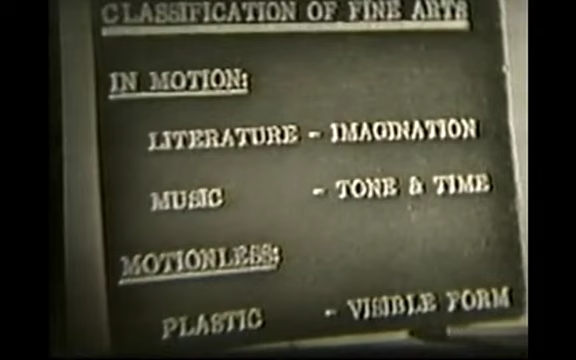 CLASSIFICATION OF FINE ARTS
IN MOTION:
LITERATURE - IMAGINATION
MUSIC - TONE & TIME
MOTIONLESS:
PLASTIC - VISIBLE FORM